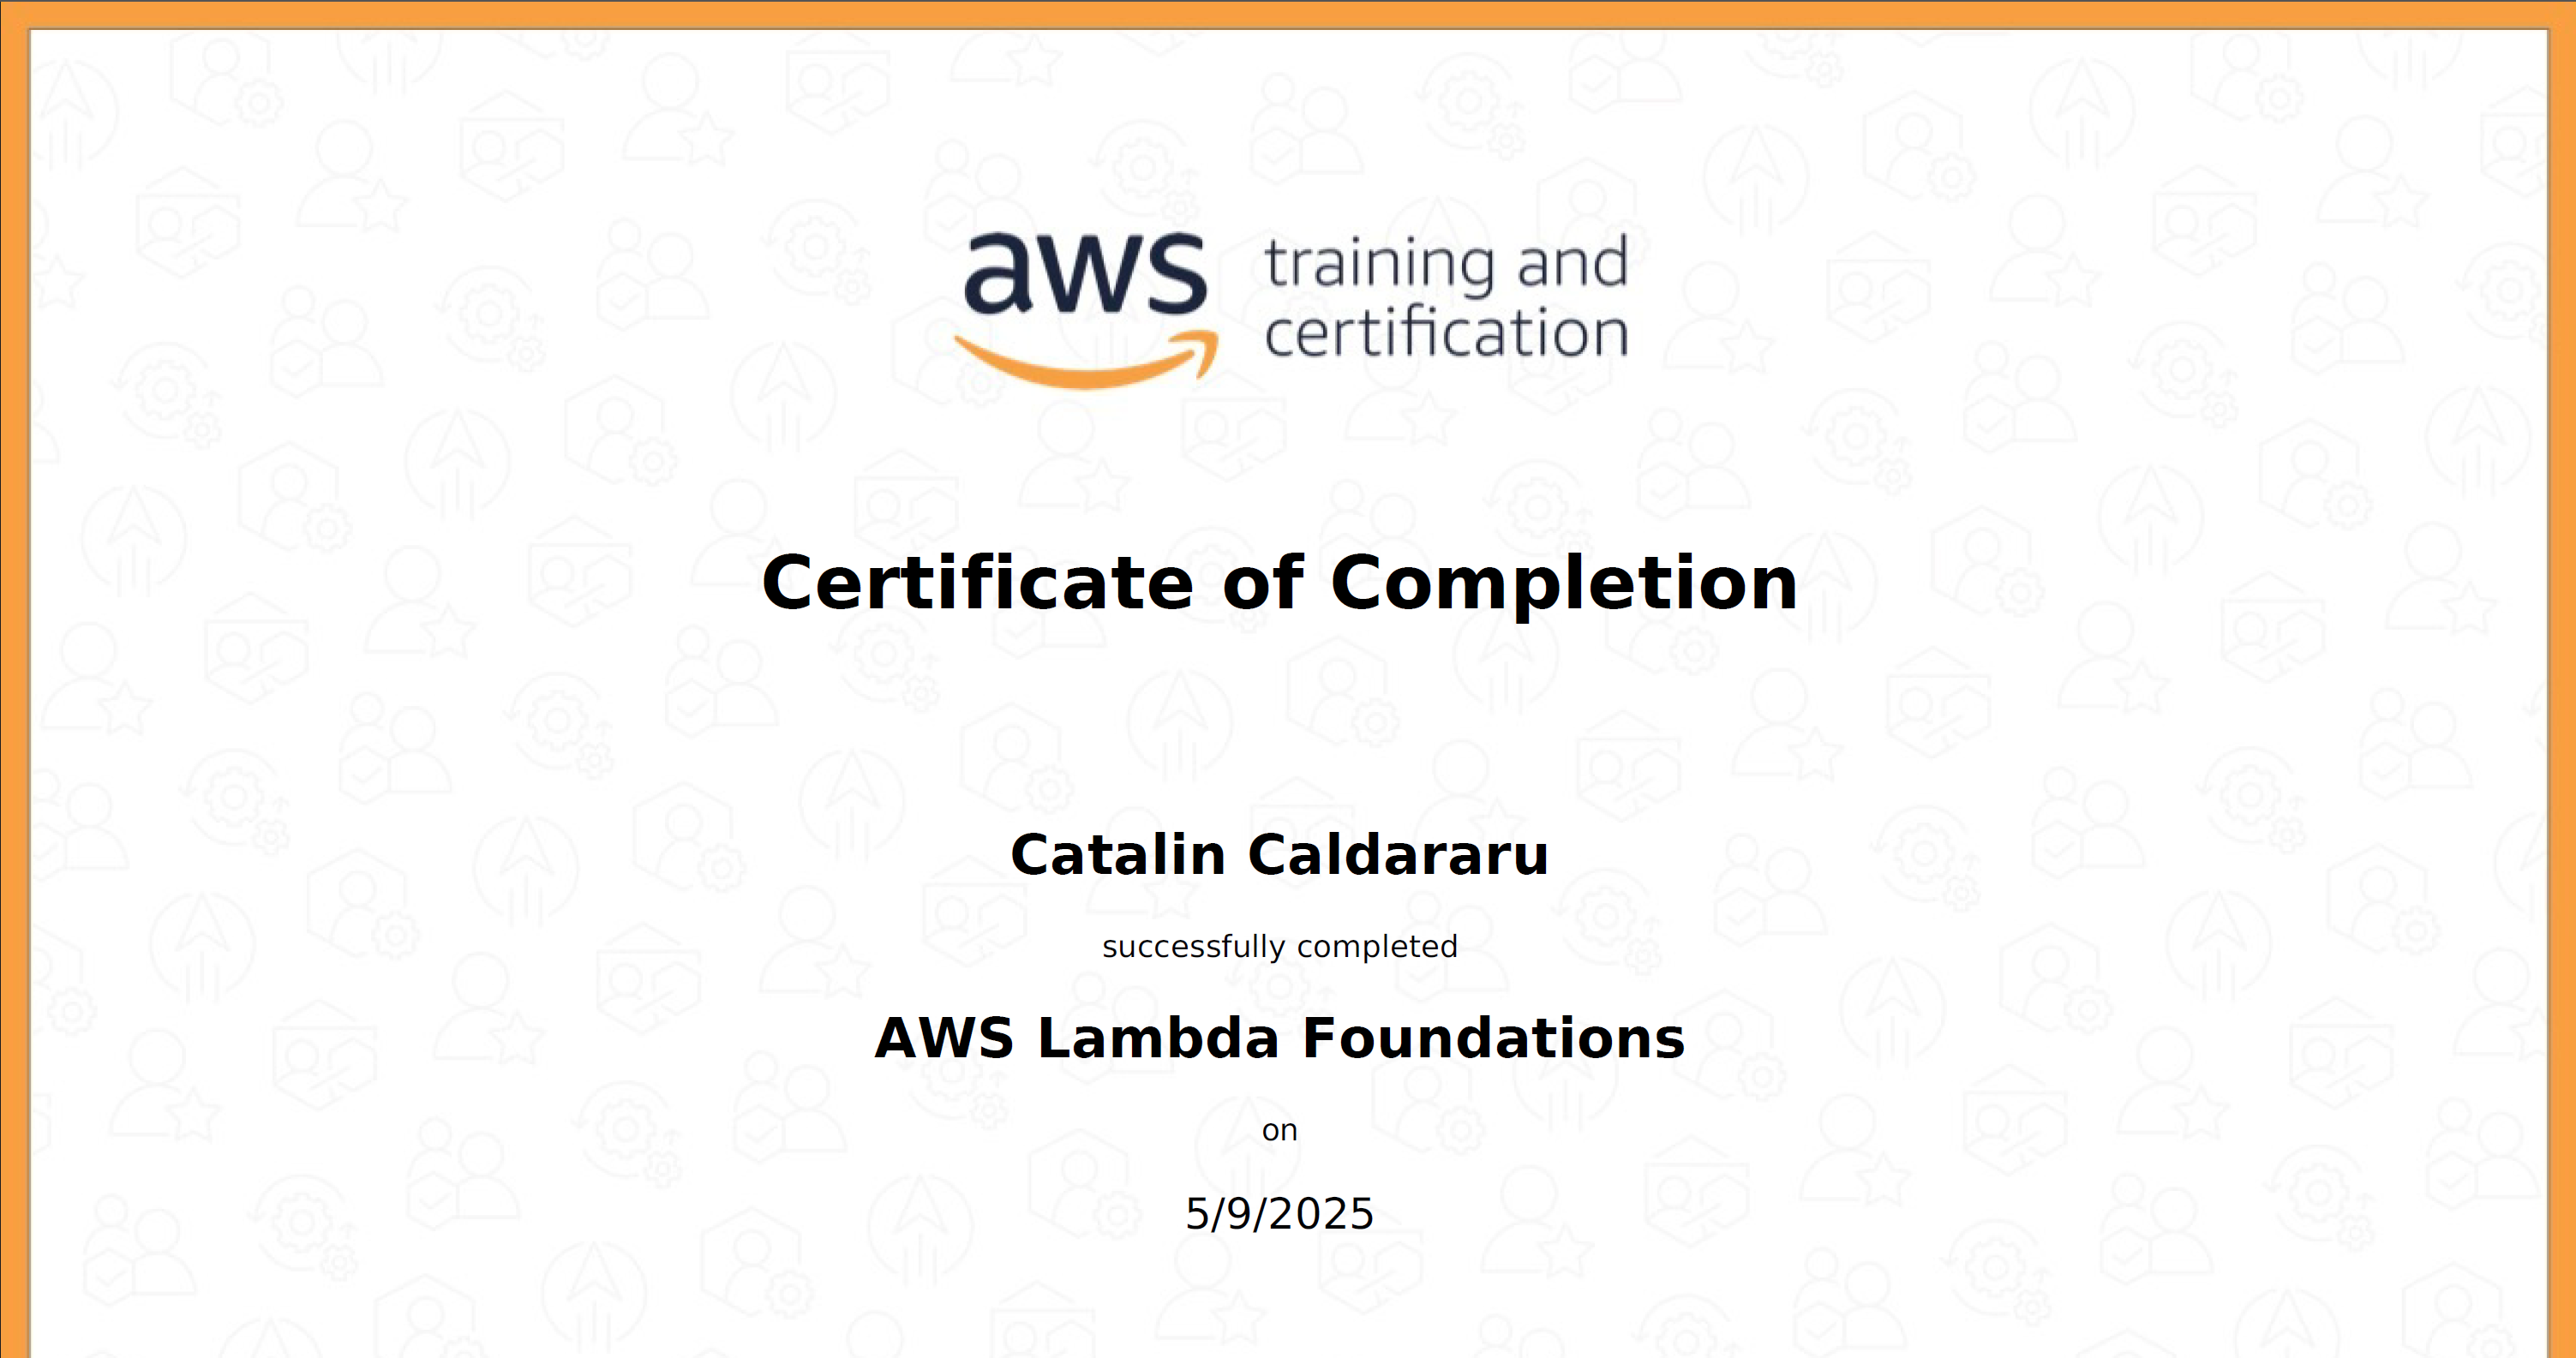 aws training and
certification
Certificate of Completion
Catalin Caldararu
successfully completed
AWS Lambda Foundations
on
5/9/2025